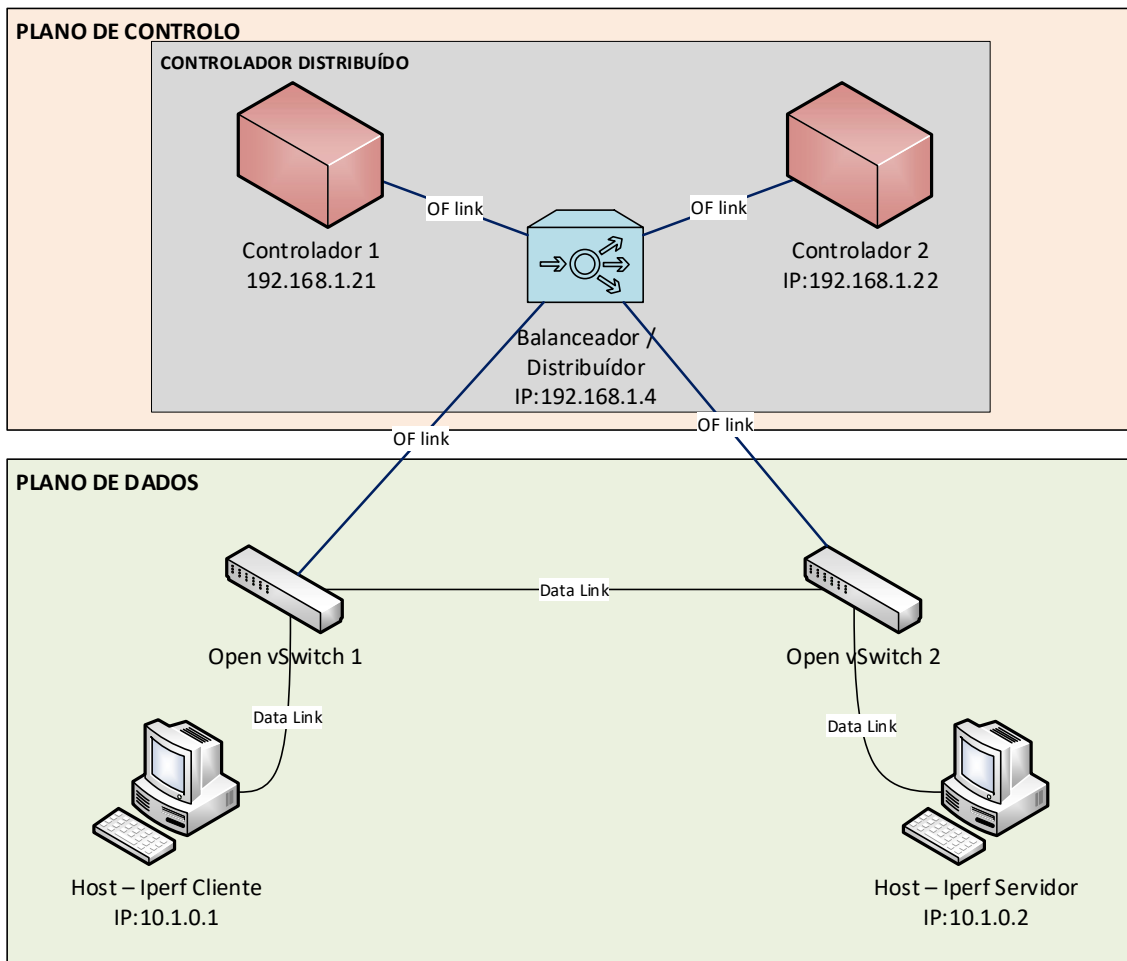 PLANO DE CONTROLO
CONTROLADOR DISTRIBUÍDO
OF link
OF link
Controlador 1
192.168.1.21
Controlador 2
IP:192.168.1.22
Balanceador /
Distribuídor
IP:192.168.1.4
OF link
OF link
PLANO DE DADOS
Data Link
Open vSwitch 1
Open vSwitch 2
Data Link
Data Link
Host – Iperf Cliente
IP:10.1.0.1
Host – Iperf Servidor
IP:10.1.0.2